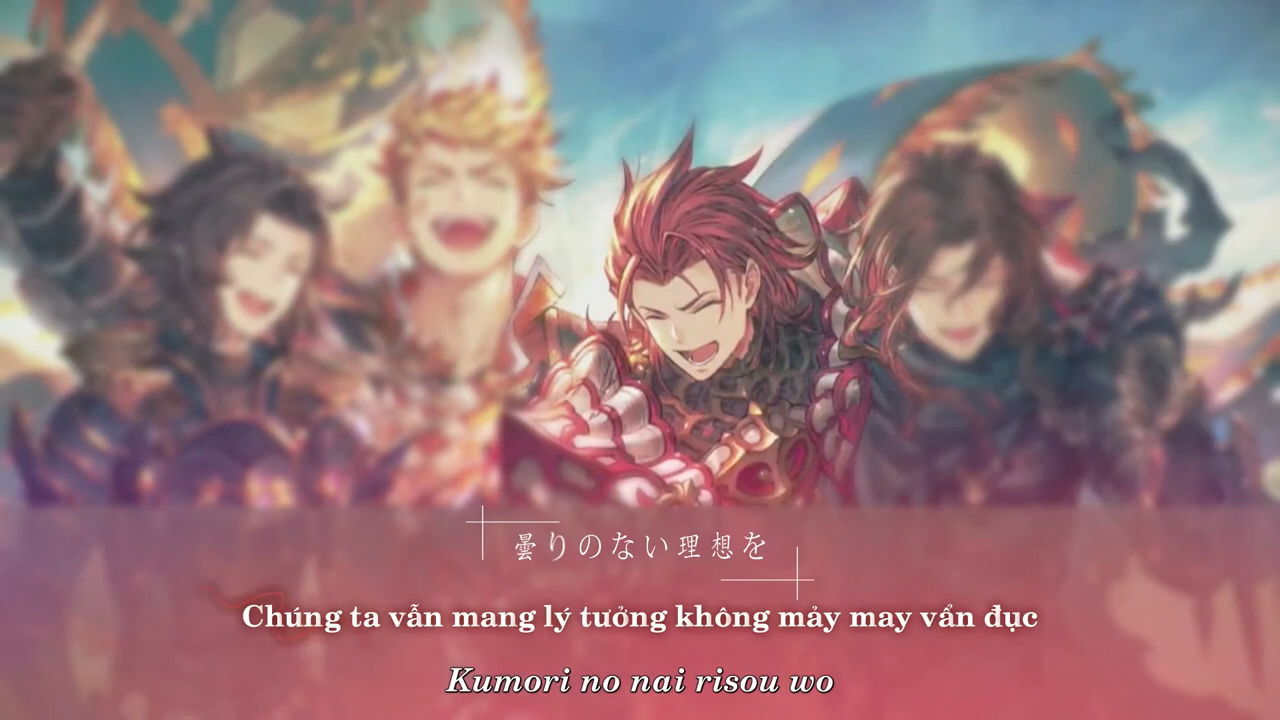 曇りのない理想を
Chúng ta vẫn mang lý tưởng không mảy may vẩn đục
Kumori no nai risou wo